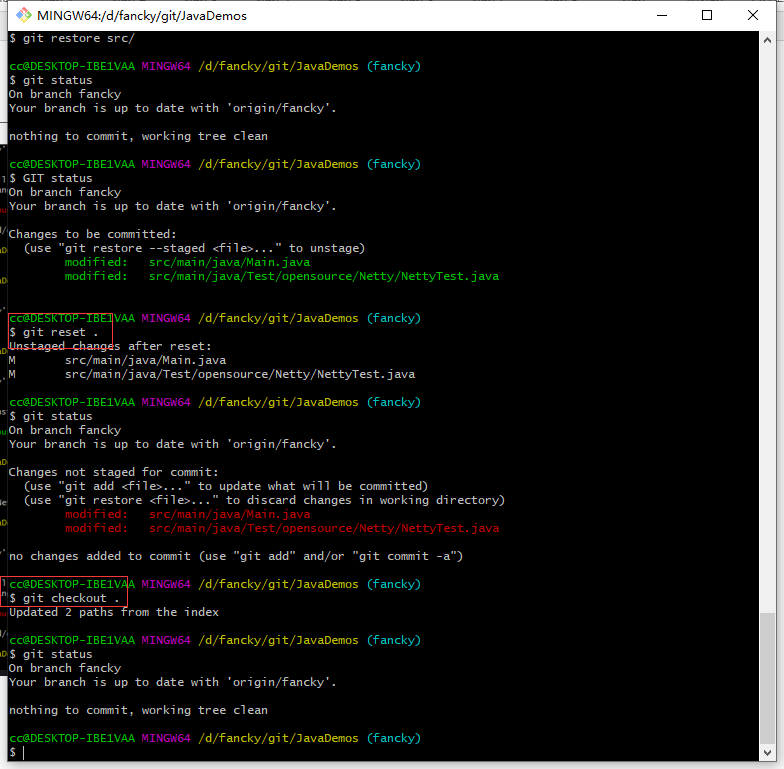 MINGW64:/d/fancky/git/JavaDemos
$ git restore src/
cc@DESKTOP-IBE1VAA MINGW64 /d/fancky/git/JavaDemos (fancky)
$ git status
On branch fancky
Your branch is up to date with 'origin/fancky'.
nothing to commit, working tree clean
cc@DESKTOP-IBE1VAA MINGW64 /d/fancky/git/JavaDemos (fancky)
$ GIT status
On branch fancky
Your branch is up to date with 'origin/fancky'.
Changes to be committed:
  (use "git restore --staged <file>..." to unstage)
        modified:   src/main/java/Main.java
        modified:   src/main/java/Test/opensource/Netty/NettyTest.java
cc@DESKTOP-IBE1VAA MINGW64 /d/fancky/git/JavaDemos (fancky)
$ git reset .
Unstaged changes after reset:
M       src/main/java/Main.java
M       src/main/java/Test/opensource/Netty/NettyTest.java
cc@DESKTOP-IBE1VAA MINGW64 /d/fancky/git/JavaDemos (fancky)
$ git status
On branch fancky
Your branch is up to date with 'origin/fancky'.
Changes not staged for commit:
  (use "git add <file>..." to update what will be committed)
  (use "git restore <file>..." to discard changes in working directory)
        modified:   src/main/java/Main.java
        modified:   src/main/java/Test/opensource/Netty/NettyTest.java
no changes added to commit (use "git add" and/or "git commit -a")
cc@DESKTOP-IBE1VAA MINGW64 /d/fancky/git/JavaDemos (fancky)
$ git checkout .
Updated 2 paths from the index
cc@DESKTOP-IBE1VAA MINGW64 /d/fancky/git/JavaDemos (fancky)
$ git status
On branch fancky
Your branch is up to date with 'origin/fancky'.
nothing to commit, working tree clean
cc@DESKTOP-IBE1VAA MINGW64 /d/fancky/git/JavaDemos (fancky)
$